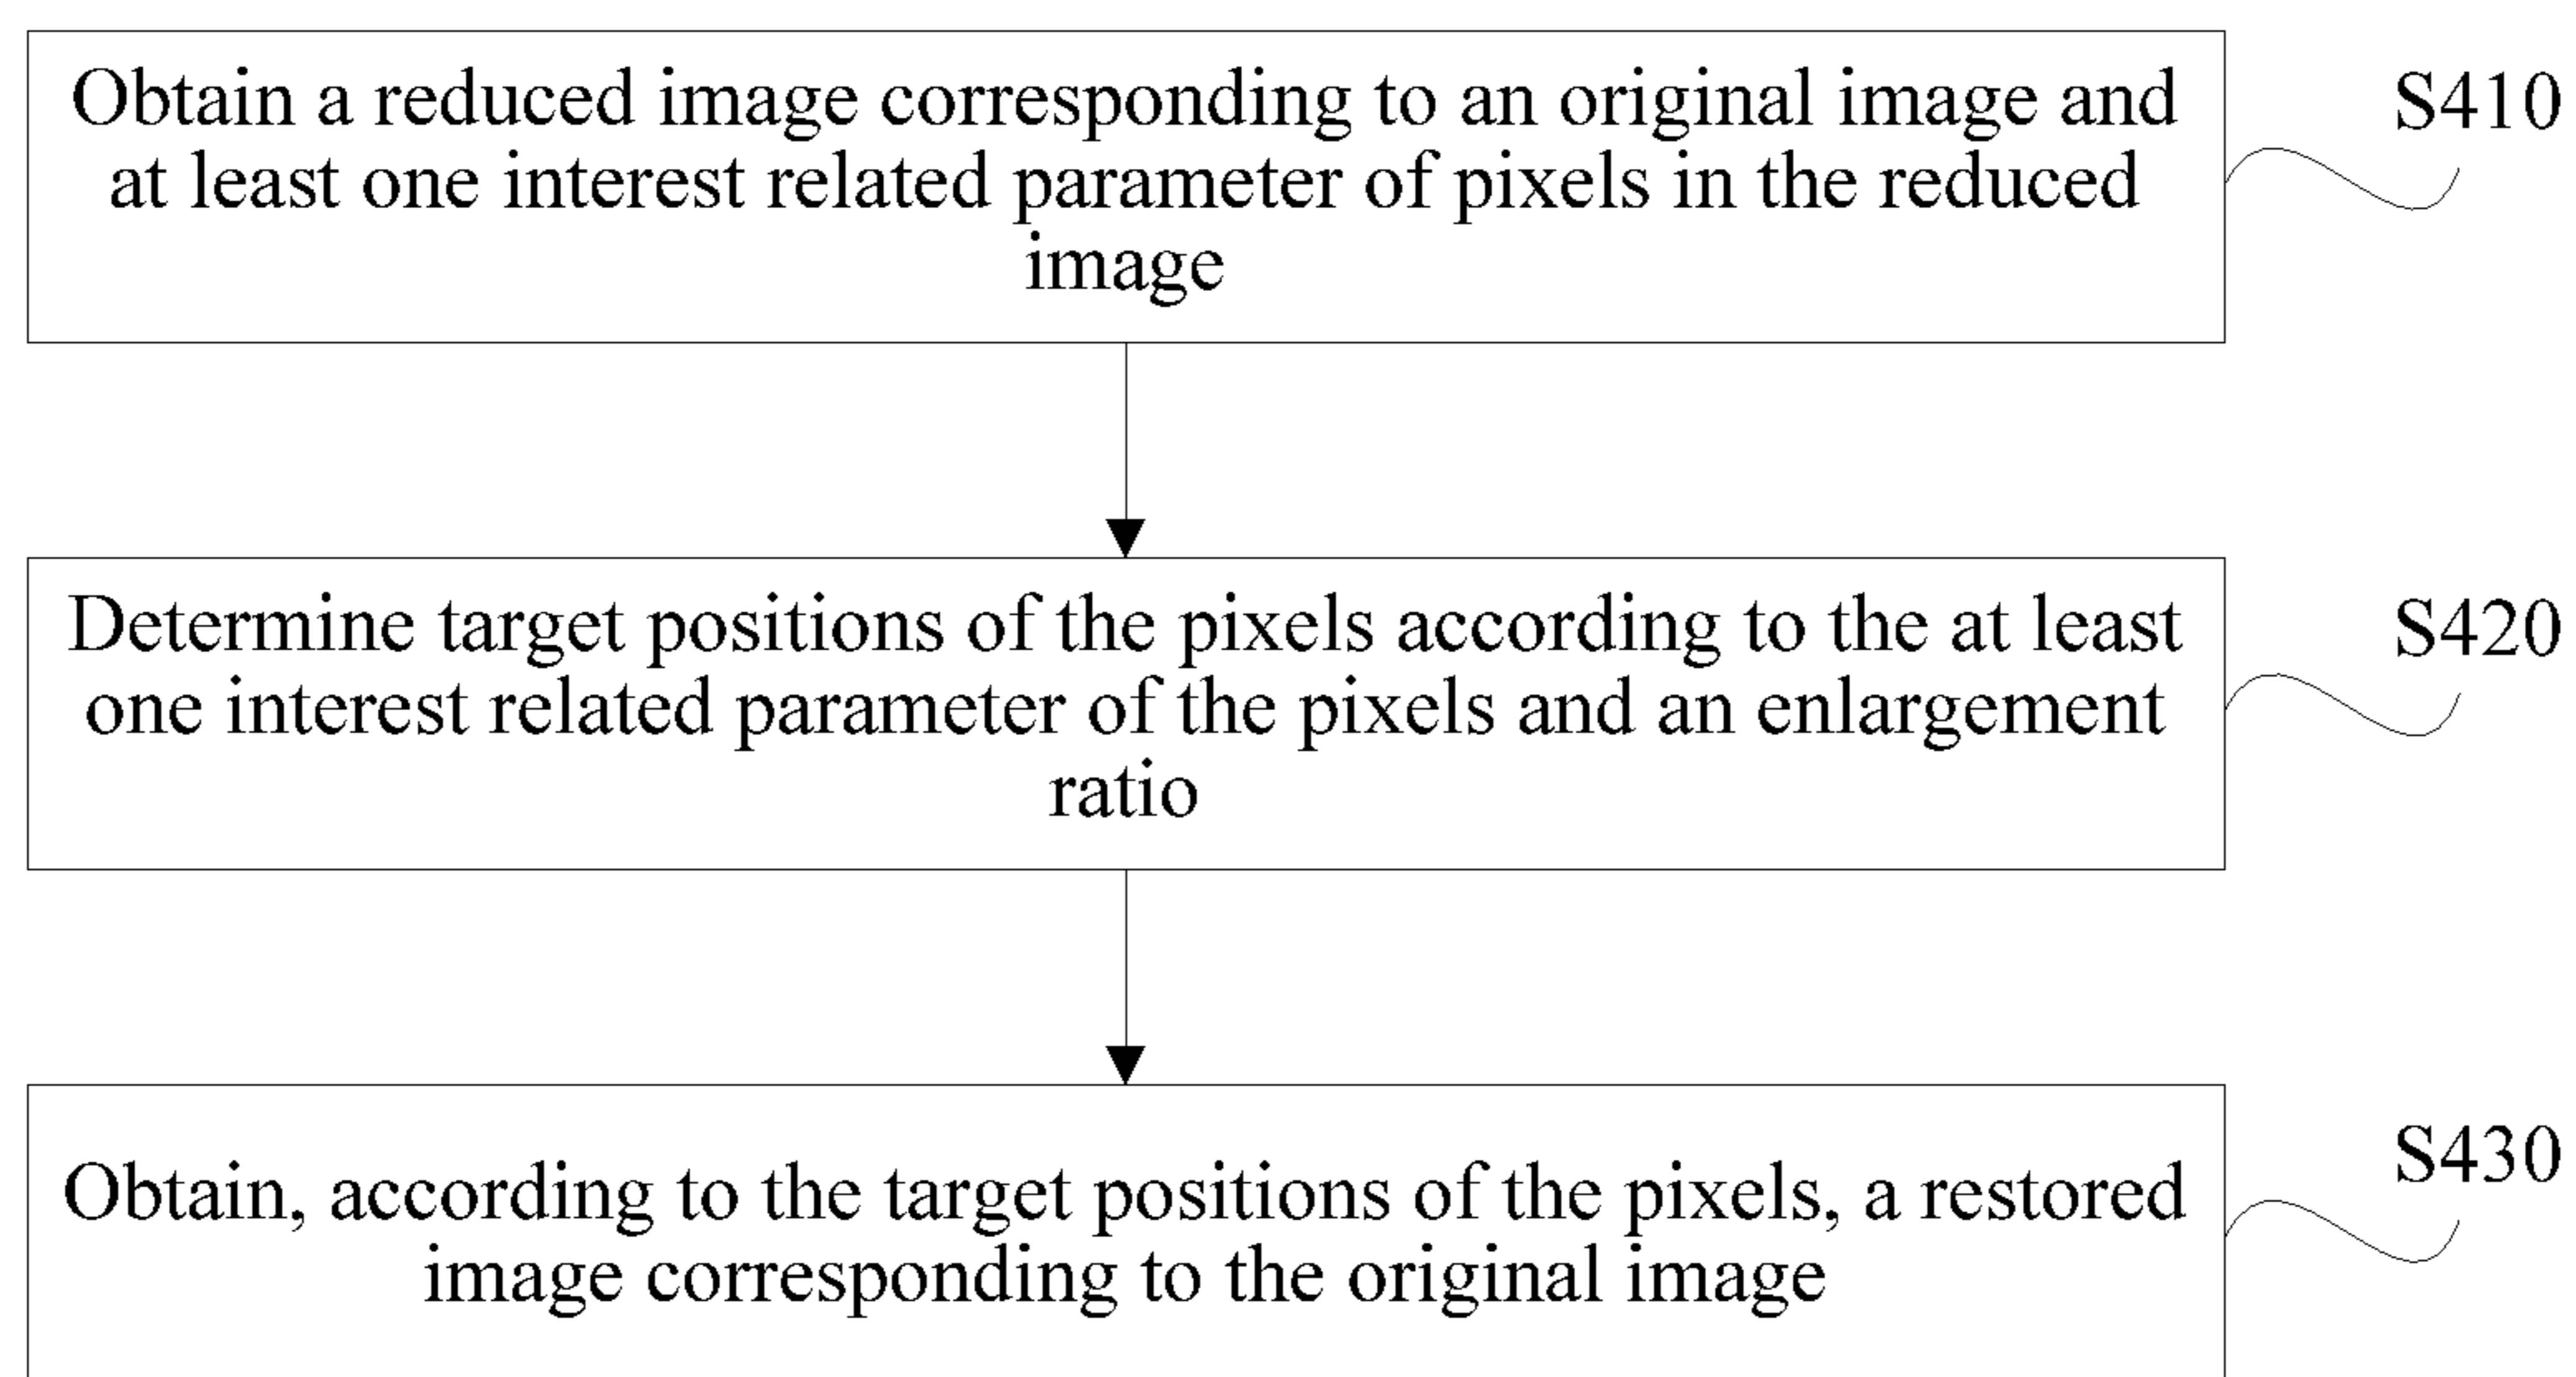 Obtain a reduced image corresponding to an original image and
at least one interest related parameter of pixels in the reduced
image
S410
Determine target positions of the pixels according to the at least
one interest related parameter of the pixels and an enlargement
ratio
S420
Obtain, according to the target positions of the pixels, a restored
image corresponding to the original image
S430